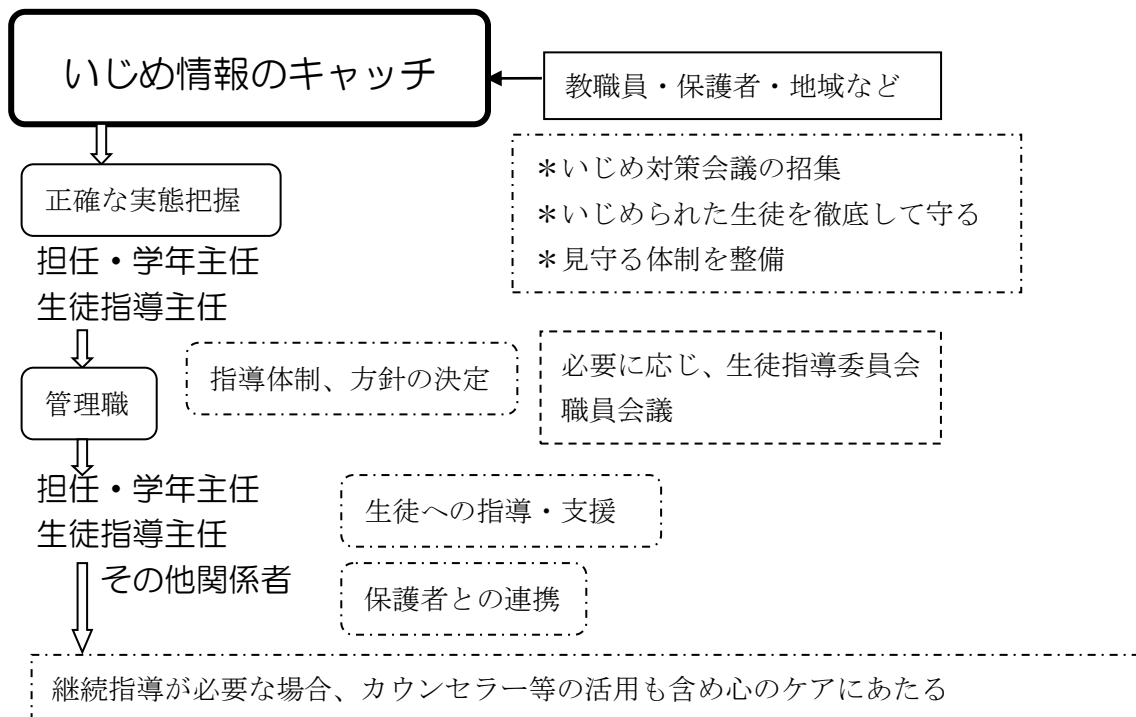 いじめ情報のキャッチ
教職員・保護者・地域など
正確な実態把握
＊いじめ対策会議の招集
＊いじめられた生徒を徹底して守る
＊見守る体制を整備
担任・学年主任
生徒指導主任
管理職
指導体制、方針の決定
必要に応じ、生徒指導委員会
職員会議
担任・学年主任
生徒指導主任
その他関係者
生徒への指導・支援
保護者との連携
継続指導が必要な場合、カウンセラー等の活用も含め心のケアにあたる